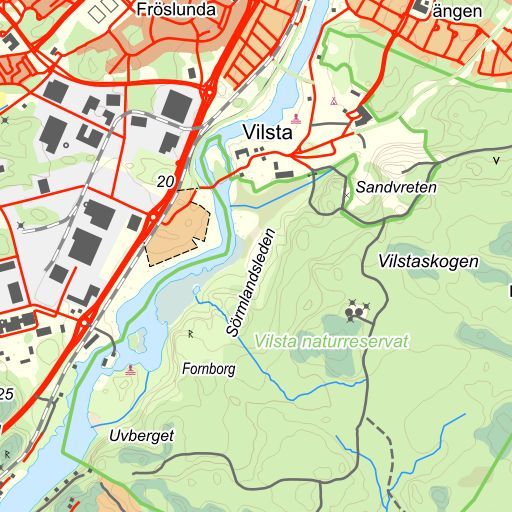 Fröslunda
ängen
Vilsta
20
Sandvreten
Vilstaskogen
Sörmlandsleden
Vilsta naturreservat
R
Fornborg
25
Uvberget
R